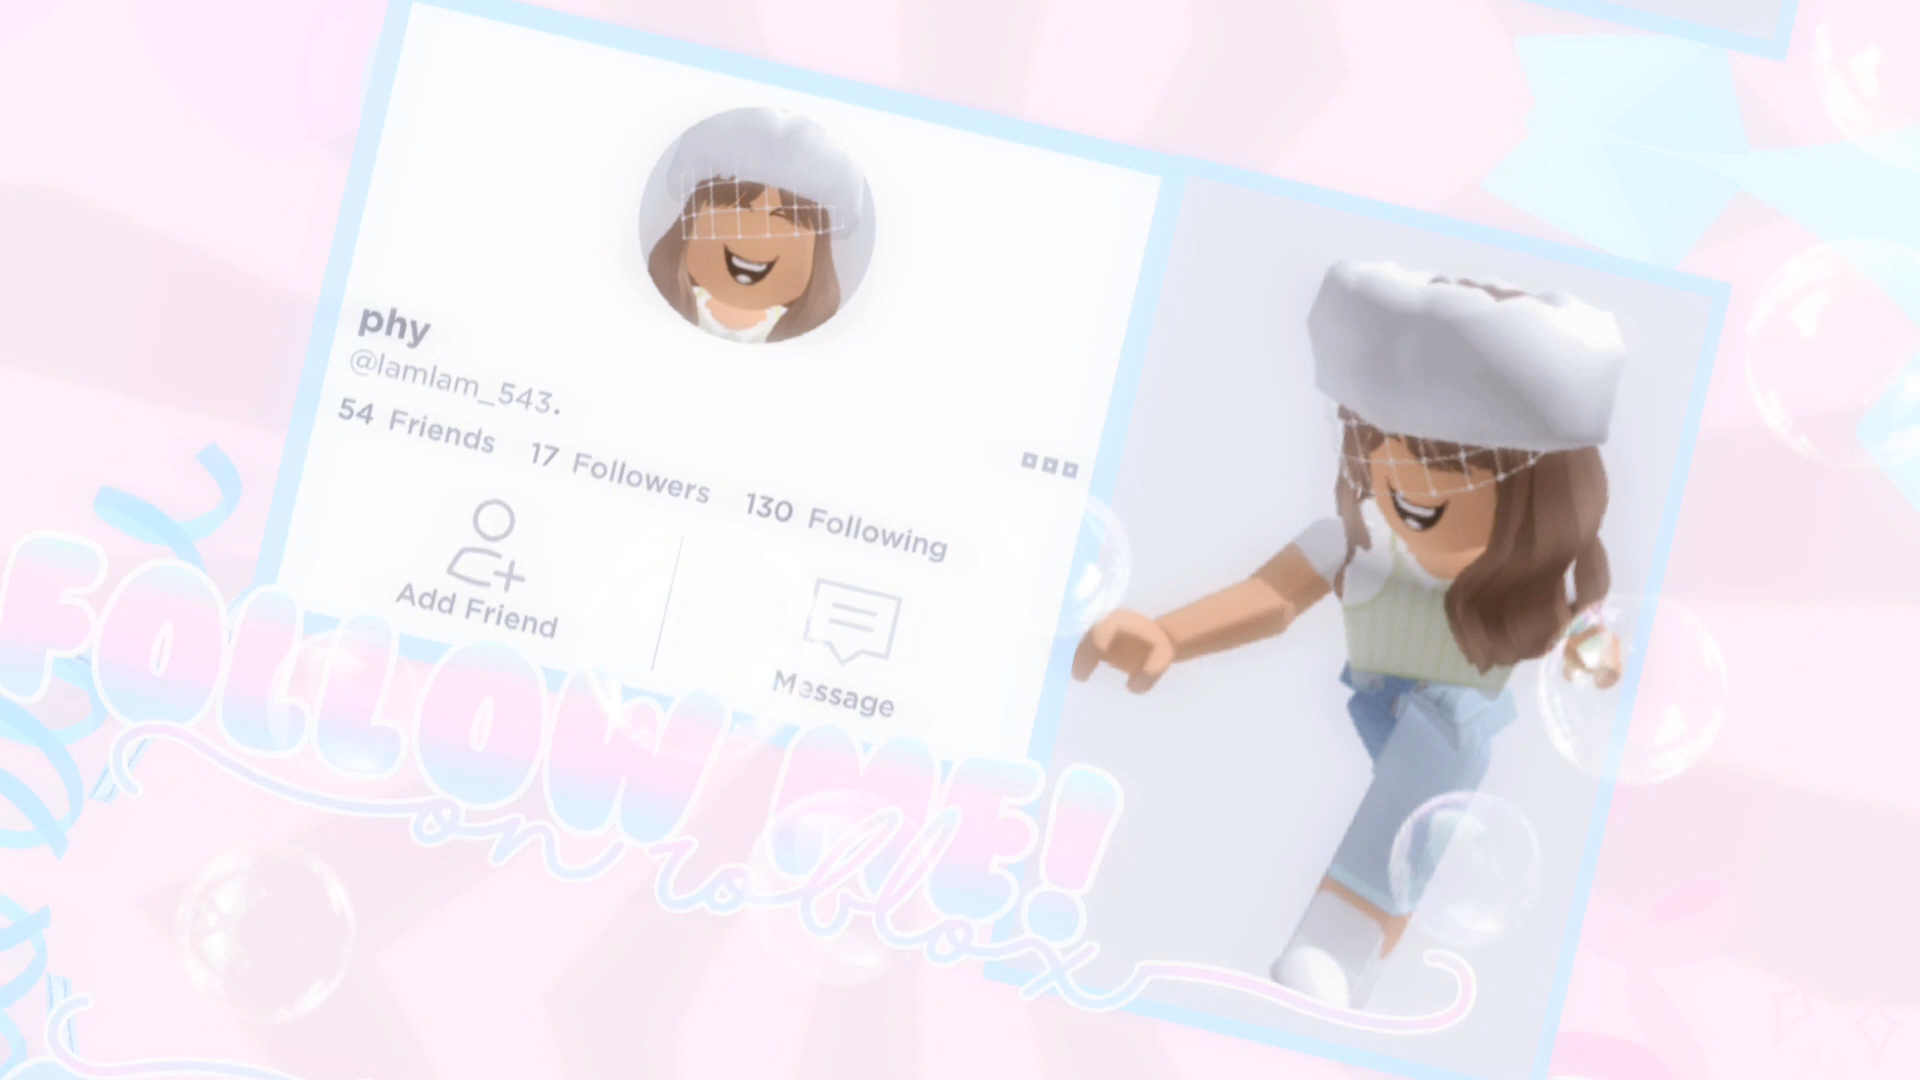 phy
@lamlam_543.
54 Friends 17 Followers 130 Following
Add Friend
Message
FOLLOW ME!
on roblox